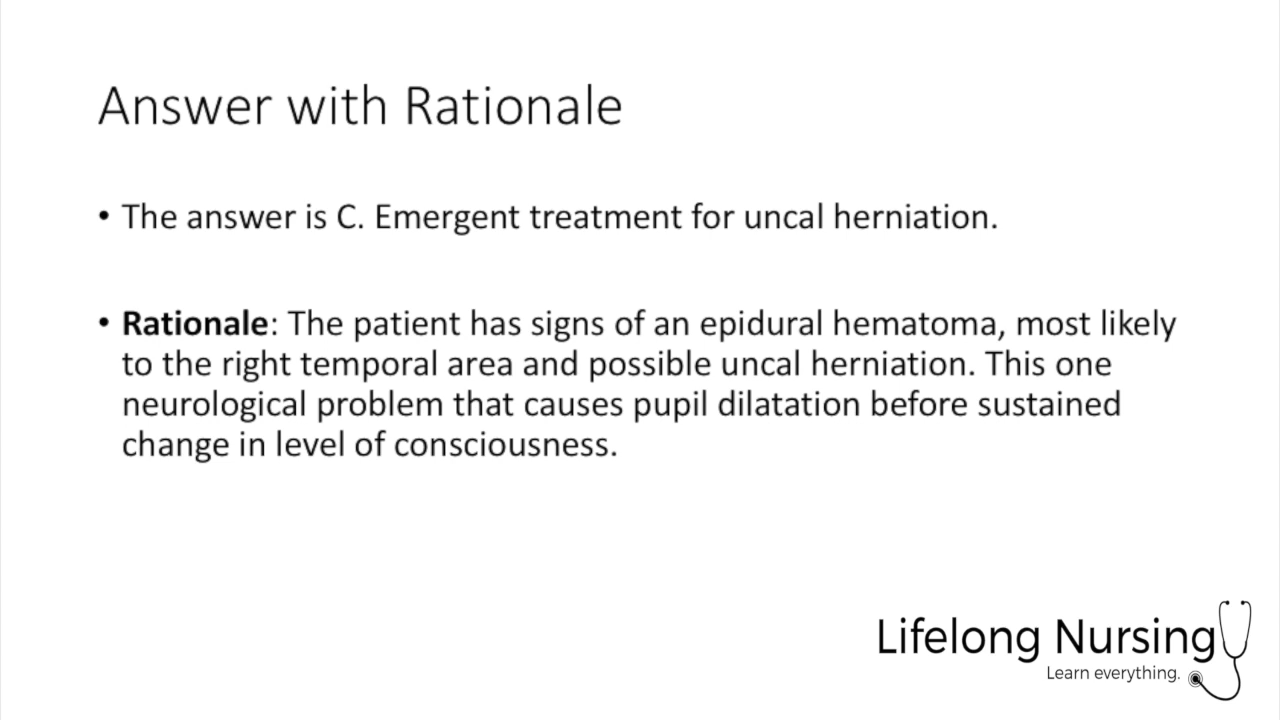 Answer with Rationale
• The answer is C. Emergent treatment for uncal herniation.
• Rationale: The patient has signs of an epidural hematoma, most likely
to the right temporal area and possible uncal herniation. This one
neurological problem that causes pupil dilatation before sustained
change in level of consciousness.
Lifelong Nursing
Learn everything.